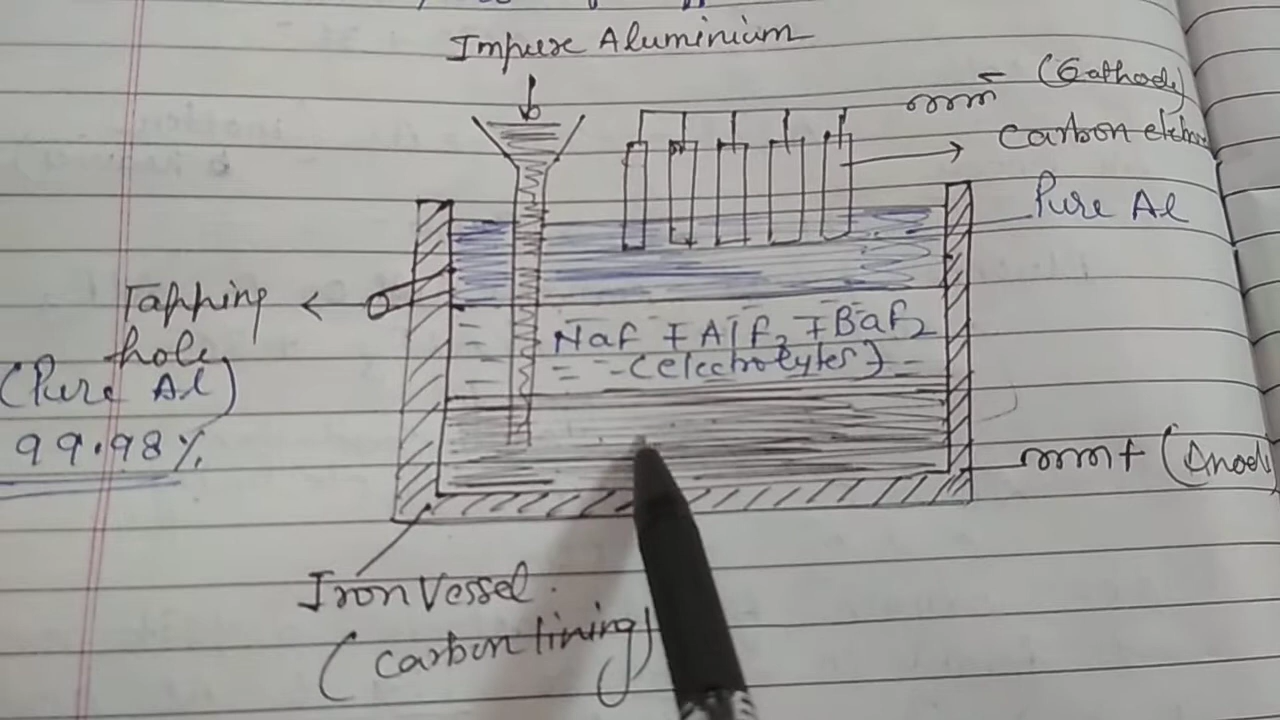 Impure Aluminium
- (Cathode)
Carbon elctro
Pure Al
Tapping
hole
(Pure Al)
99.98%
NaF + AlF3 + BaF2
(electrolytes)
+ (Anode
Iron Vessel
(Carbon lining)